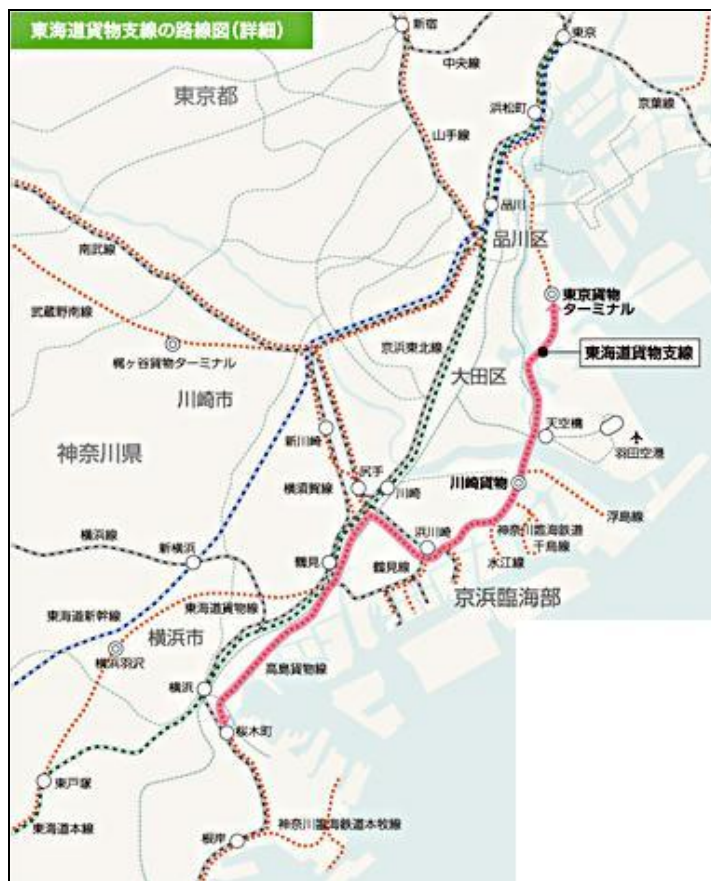 東海道貨物支線の路線図(詳細)
新宿
東京
中央線
東京都
京葉線
浜松町
山手線
品川
品川区
南武線
東京貨物
ターミナル
武蔵野南線
京浜東北線
東海道貨物支線
梶ヶ谷貨物ターミナル
大田区
川崎市
天空橋
新川崎
羽田空港
神奈川県
尻手
横須賀線
川崎
川崎貨物
浮島線
横浜線
新横浜
浜川崎
神奈川臨海鉄道
千鳥線
水江線
鶴見
鶴見線
京浜臨海部
東海道新幹線
東海道貨物線
横浜市
横浜羽沢
高島貨物線
横浜
桜木町
東戸塚
東海道本線
神奈川臨海鉄道本牧線
根岸